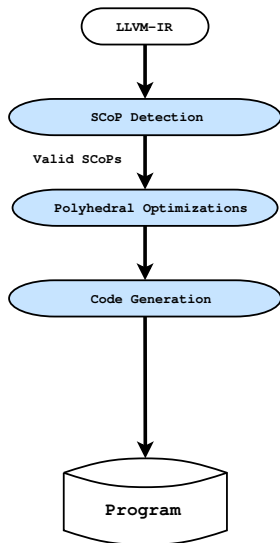 LLVM-IR
SCoP Detection
Valid SCoPs
Polyhedral Optimizations
Code Generation
Program